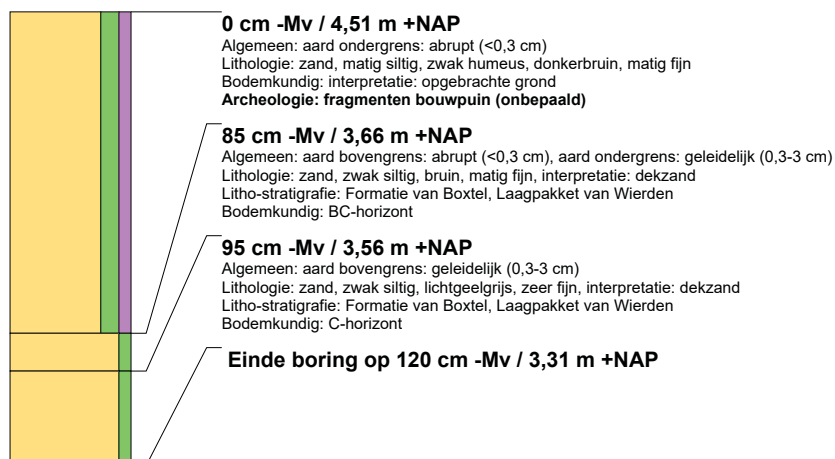 0 cm -Mv / 4,51 m +NAP
Algemeen: aard ondergrens: abrupt (<0,3 cm)
Lithologie: zand, matig siltig, zwak humeus, donkerbruin, matig fijn
Bodemkundig: interpretatie: opgebrachte grond
Archeologie: fragmenten bouwpuin (onbepaald)
85 cm -Mv / 3,66 m +NAP
Algemeen: aard bovengrens: abrupt (<0,3 cm), aard ondergrens: geleidelijk (0,3-3 cm)
Lithologie: zand, zwak siltig, bruin, matig fijn, interpretatie: dekzand
Litho-stratigrafie: Formatie van Boxtel, Laagpakket van Wierden
Bodemkundig: BC-horizont
95 cm -Mv / 3,56 m +NAP
Algemeen: aard bovengrens: geleidelijk (0,3-3 cm)
Lithologie: zand, zwak siltig, lichtgeelgrijs, zeer fijn, interpretatie: dekzand
Litho-stratigrafie: Formatie van Boxtel, Laagpakket van Wierden
Bodemkundig: C-horizont
Einde boring op 120 cm -Mv / 3,31 m +NAP